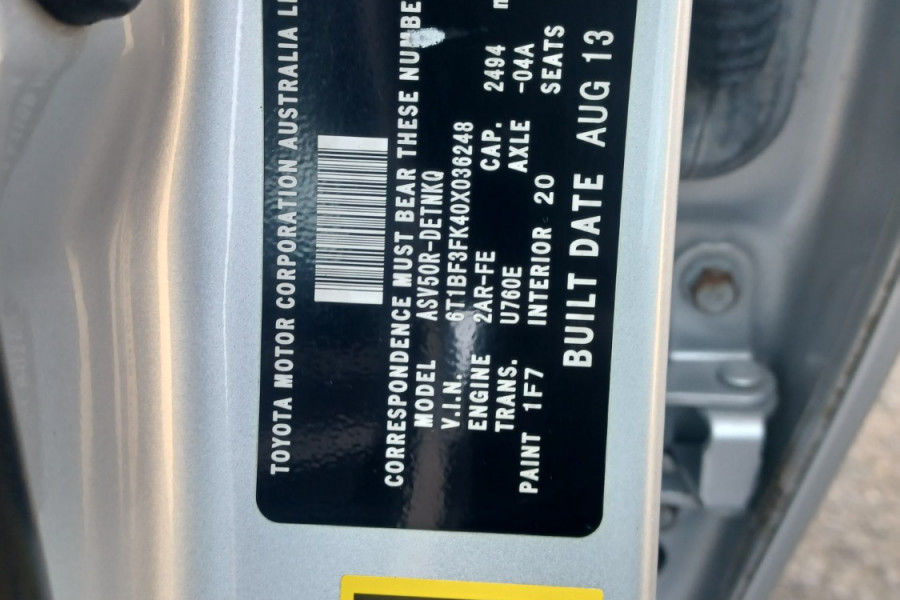 TOYOTA MOTOR CORPORATION AUSTRALIA
CORRESPONDENCE MUST BEAR THESE
MODEL ASV50R-DETNKQ
V.I.N. 6T1BF3FK40X036248
ENGINE 2AR-FE CAP. 2494
TRANS. U760E AXLE -04A
PAINT 1F7 INTERIOR 20 SEATS
BUILT DATE AUG 13